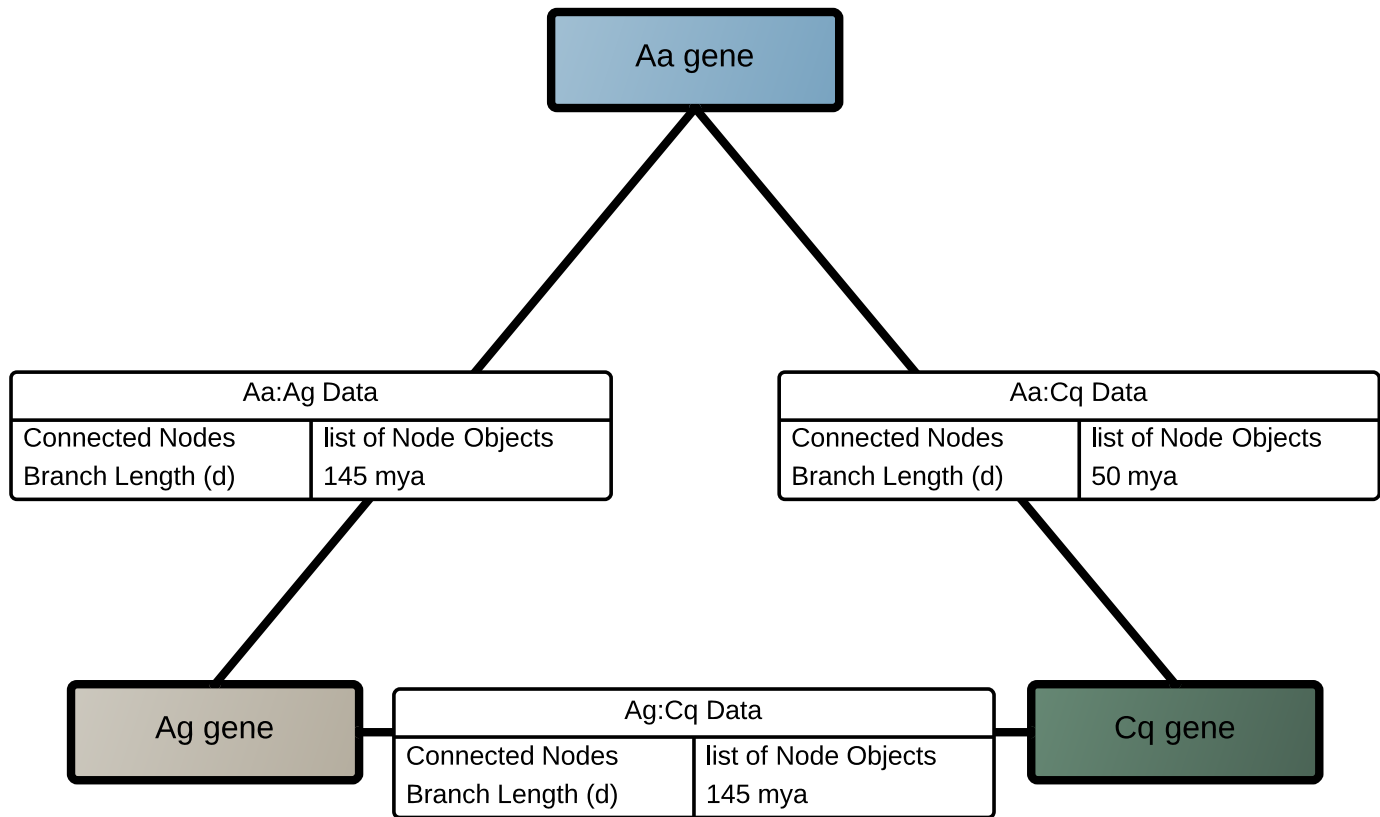 Aa gene
Aa:Ag Data
Connected Nodes list of Node Objects
Branch Length (d) 145 mya
Aa:Cq Data
Connected Nodes list of Node Objects
Branch Length (d) 50 mya
Ag gene
Ag:Cq Data
Connected Nodes list of Node Objects
Branch Length (d) 145 mya
Cq gene